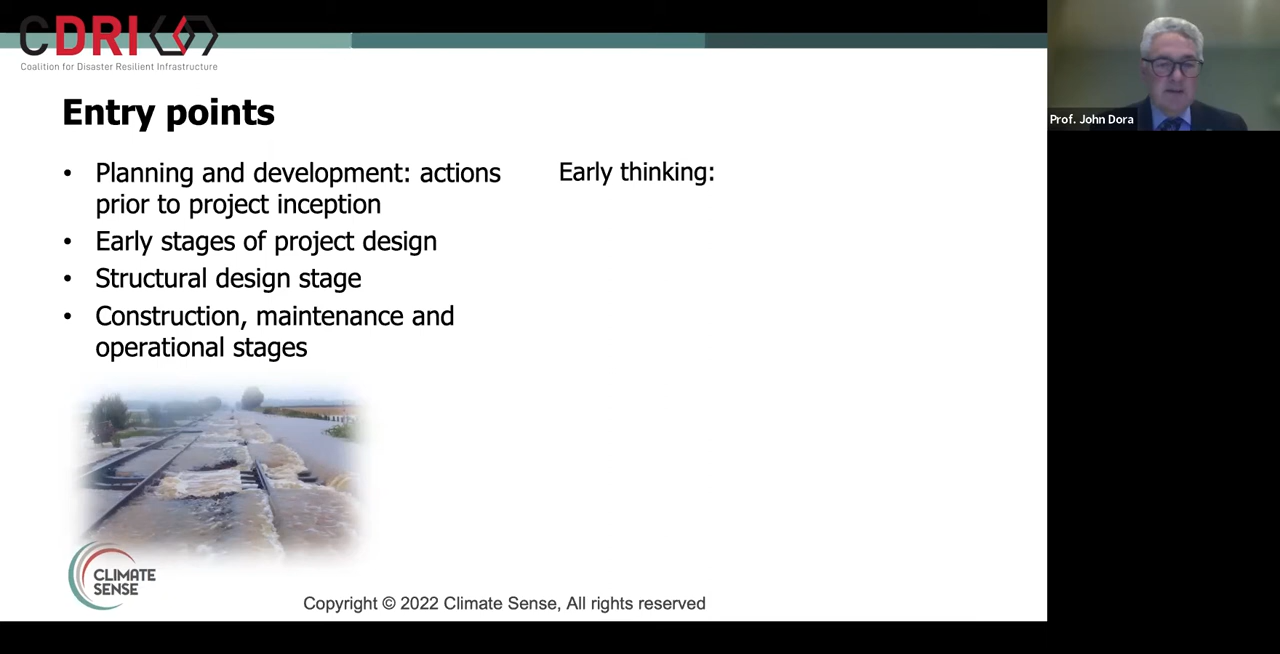 CDRI
Coalition for Disaster Resilient Infrastructure
Prof. John Dora
Entry points
• Planning and development: actions
prior to project inception
• Early stages of project design
• Structural design stage
• Construction, maintenance and
operational stages
Early thinking:
CLIMATE
SENSE
Copyright © 2022 Climate Sense, All rights reserved